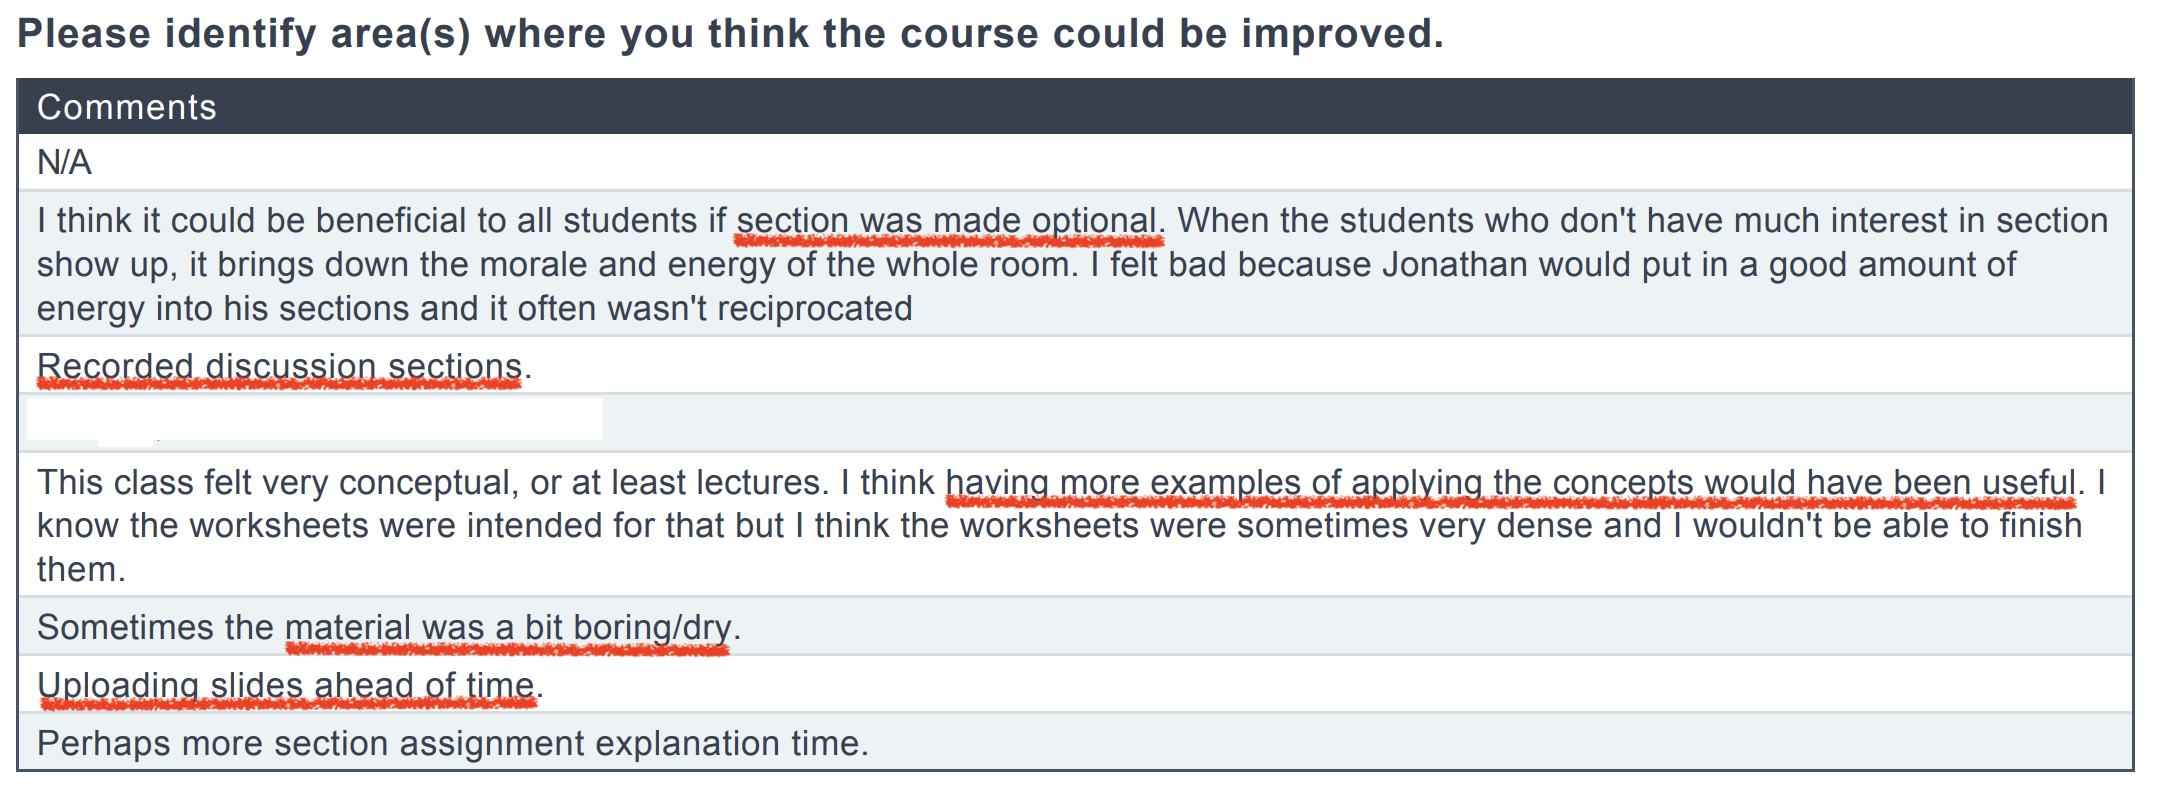 Please identify area(s) where you think the course could be improved.
Comments
N/A
I think it could be beneficial to all students if section was made optional. When the students who don't have much interest in section
show up, it brings down the morale and energy of the whole room. I felt bad because Jonathan would put in a good amount of
energy into his sections and it often wasn't reciprocated
Recorded discussion sections.
This class felt very conceptual, or at least lectures. I think having more examples of applying the concepts would have been useful. I
know the worksheets were intended for that but I think the worksheets were sometimes very dense and I wouldn't be able to finish
them.
Sometimes the material was a bit boring/dry.
Uploading slides ahead of time.
Perhaps more section assignment explanation time.